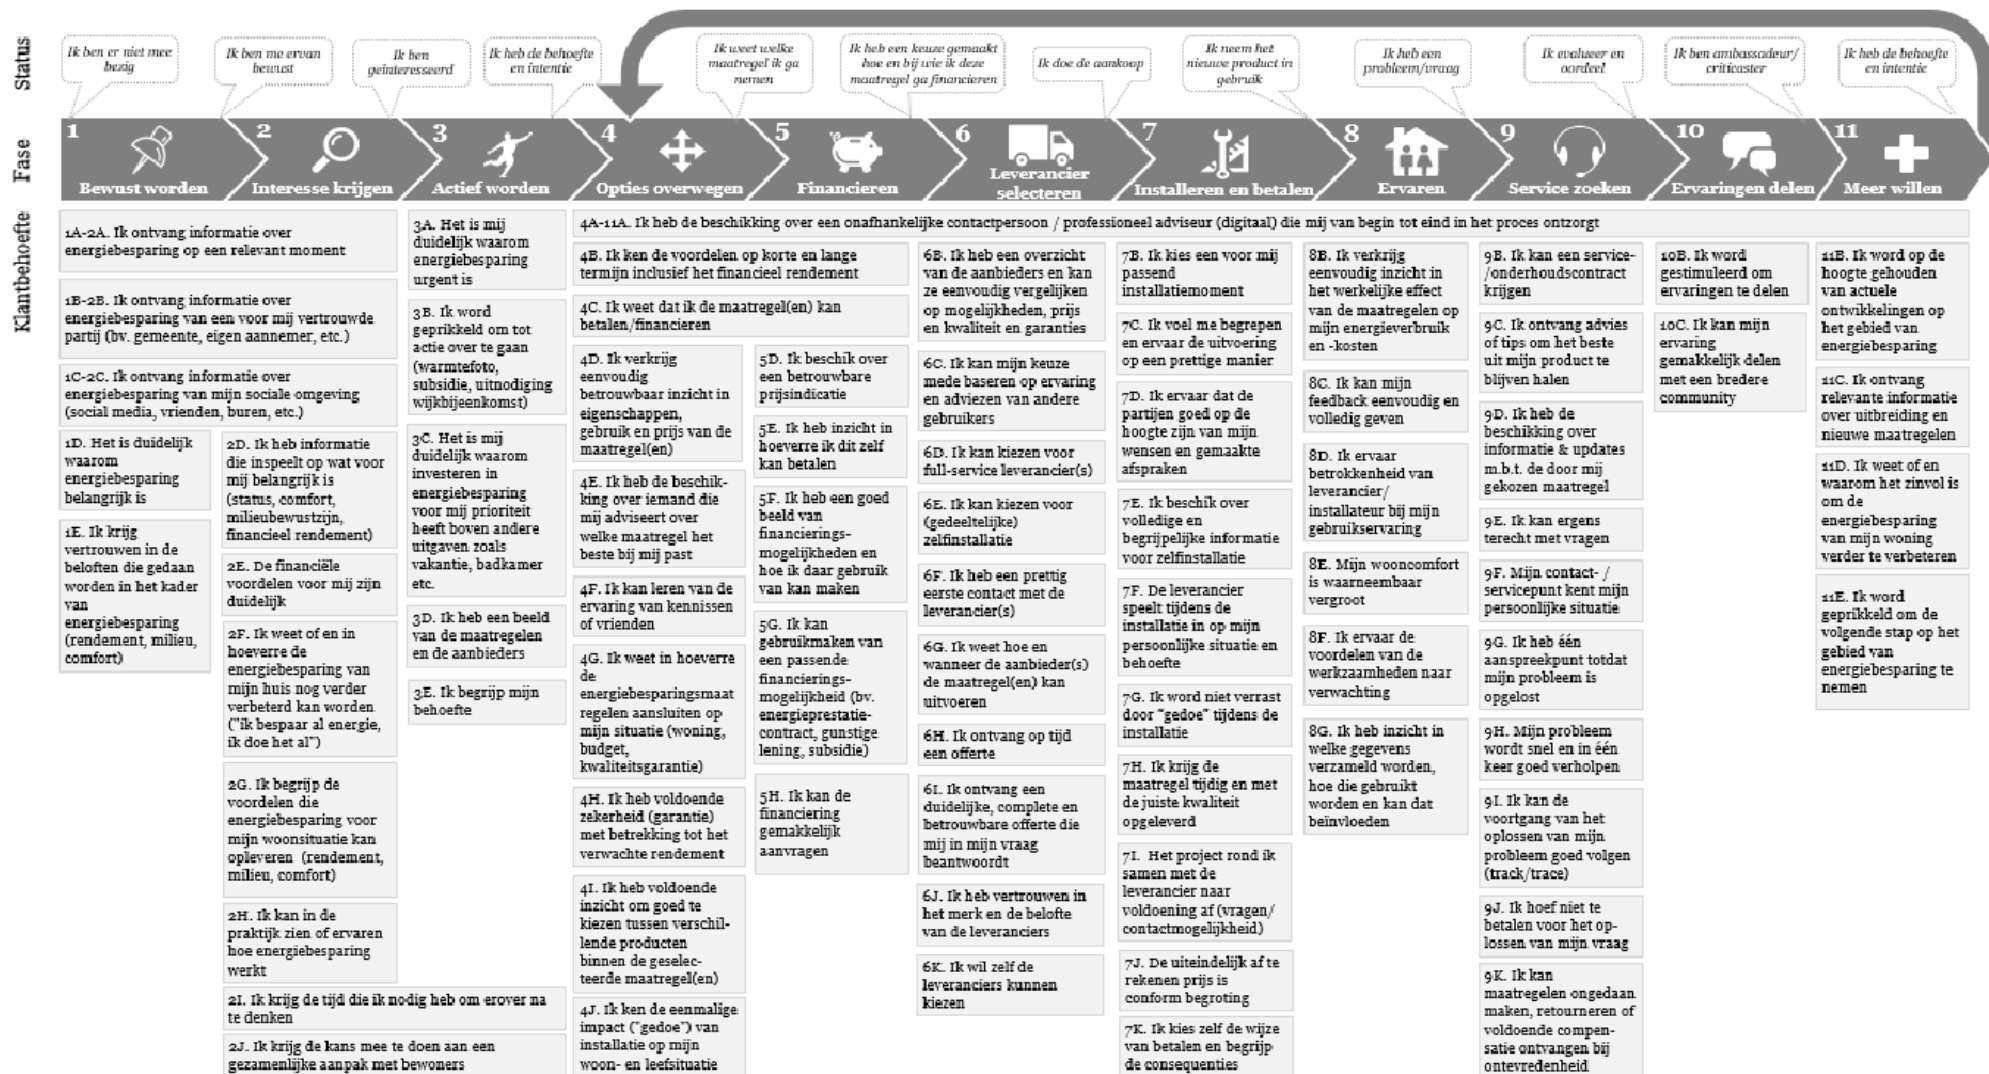 Status
Ik ben er niet mee
bezig
Ik ben me ervan
bewust
Ik ben
geïnteresseerd
Ik heb de behoefte
en intentie
Ik weet welke
maatregel ik ga
nemen
Ik heb een keuze gemaakt
hoe en bij wie ik deze
maatregel ga financieren
Ik doe de aankoop
Ik neem het
nieuwe product in
gebruik
Ik heb een
probleem/vraag
Ik evalueer en
oordeel
Ik ben ambassadeur/
criticaster
Ik heb de behoefte
en intentie
Fase
1
Bewust worden
2
Interesse krijgen
3
Actief worden
4
Opties overwegen
5
Financieren
6
Leverancier
selecteren
7
Installeren en betalen
8
Ervaren
9
Service zoeken
10
Ervaringen delen
11
Meer willen
Klantbehoefte
1A-2A. Ik ontvang informatie over
energiebesparing op een relevant moment
1B-2B. Ik ontvang informatie over
energiebesparing van een voor mij vertrouwde
partij (bv. gemeente, eigen aannemer, etc.)
1C-2C. Ik ontvang informatie over
energiebesparing van mijn sociale omgeving
(social media, vrienden, buren, etc.)
1D. Het is duidelijk
waarom
energiebesparing
belangrijk is
1E. Ik krijg
vertrouwen in de
beloften die gedaan
worden in het kader
van
energiebesparing
(rendement, milieu,
comfort)
2D. Ik heb informatie
die inspeelt op wat voor
mij belangrijk is
(status, comfort,
milieubewustzijn,
financieel rendement)
2E. De financiële
voordelen voor mij zijn
duidelijk
2F. Ik weet of en in
hoeverre de
energiebesparing van
mijn huis nog verder
verbeterd kan worden
("ik bespaar al energie,
ik doe het al")
2G. Ik begrijp de
voordelen die
energiebesparing voor
mijn woonsituatie kan
opleveren (rendement,
milieu, comfort)
2H. Ik kan in de
praktijk zien of ervaren
hoe energiebesparing
werkt
2I. Ik krijg de tijd die ik nodig heb om erover na
te denken
2J. Ik krijg de kans mee te doen aan een
gezamenlijke aanpak met bewoners
3A. Het is mij
duidelijk waarom
energiebesparing
urgent is
3B. Ik word
geprikkeld om tot
actie over te gaan
(warmtefoto,
subsidie, uitnodiging
wijkbijeenkomst)
3C. Het is mij
duidelijk waarom
investeren in
energiebesparing
voor mij prioriteit
heeft boven andere
uitgaven zoals
vakantie, badkamer
etc.
3D. Ik heb een beeld
van de maatregelen
en de aanbieders
3E. Ik begrijp mijn
behoefte
4A-11A. Ik heb de beschikking over een onafhankelijke contactpersoon / professioneel adviseur (digitaal) die mij van begin tot eind in het proces ontzorgt
4B. Ik ken de voordelen op korte en lange
termijn inclusief het financieel rendement
4C. Ik weet dat ik de maatregel(en) kan
betalen/financieren
4D. Ik verkrijg
eenvoudig
betrouwbaar inzicht in
eigenschappen,
gebruik en prijs van de
maatregel(en)
4E. Ik heb de beschik-
king over iemand die
mij adviseert over
welke maatregel het
beste bij mij past
4F. Ik kan leren van de
ervaring van kennissen
of vrienden
4G. Ik weet in hoeverre
de
energiebesparingsmaat
regelen aansluiten op
mijn situatie (woning,
budget,
kwaliteitsgarantie)
4H. Ik heb voldoende
zekerheid (garantie)
met betrekking tot het
verwachte rendement
4I. Ik heb voldoende
inzicht om goed te
kiezen tussen verschil-
lende producten
binnen de geselec-
teerde maatregel(en)
4J. Ik ken de eenmalige
impact ("gedoe") van
installatie op mijn
woon- en leefsituatie
5D. Ik beschik over
een betrouwbare
prijsindicatie
5E. Ik heb inzicht in
hoeverre ik dit zelf
kan betalen
5F. Ik heb een goed
beeld van
financierings-
mogelijkheden en
hoe ik daar gebruik
van kan maken
5G. Ik kan
gebruikmaken van
een passende
financierings-
mogelijkheid (bv.
energieprestatie-
contract, gunstige
lening, subsidie)
5H. Ik kan de
financiering
gemakkelijk
aanvragen
6B. Ik heb een overzicht
van de aanbieders en kan
ze eenvoudig vergelijken
op mogelijkheden, prijs
en kwaliteit en garanties
6C. Ik kan mijn keuze
mede baseren op ervaring
en adviezen van andere
gebruikers
6D. Ik kan kiezen voor
full-service leverancier(s)
6E. Ik kan kiezen voor
(gedeeltelijke)
zelfinstallatie
6F. Ik heb een prettig
eerste contact met de
leverancier(s)
6G. Ik weet hoe en
wanneer de aanbieder(s)
de maatregel(en) kan
uitvoeren
6H. Ik ontvang op tijd
een offerte
6I. Ik ontvang een
duidelijke, complete en
betrouwbare offerte die
mij in mijn vraag
beantwoordt
6J. Ik heb vertrouwen in
het merk en de belofte
van de leveranciers
6K. Ik wil zelf de
leveranciers kunnen
kiezen
7B. Ik kies een voor mij
passend
installatiemoment
7C. Ik voel me begrepen
en ervaar de uitvoering
op een prettige manier
7D. Ik ervaar dat de
partijen goed op de
hoogte zijn van mijn
wensen en gemaakte
afspraken
7E. Ik beschik over
volledige en
begrijpelijke informatie
voor zelfinstallatie
7F. De leverancier
speelt tijdens de
installatie in op mijn
persoonlijke situatie en
behoefte
7G. Ik word niet verrast
door "gedoe" tijdens de
installatie
7H. Ik krijg de
maatregel tijdig en met
de juiste kwaliteit
opgeleverd
7I. Het project rond ik
samen met de
leverancier naar
voldoening af (vragen/
contactmogelijkheid)
7J. De uiteindelijk af te
rekenen prijs is
conform begroting
7K. Ik kies zelf de wijze
van betalen en begrijp
de consequenties
8B. Ik verkrijg
eenvoudig inzicht in
het werkelijke effect
van de maatregelen op
mijn energieverbruik
en -kosten
8C. Ik kan mijn
feedback eenvoudig en
volledig geven
8D. Ik ervaar
betrokkenheid van
leverancier/
installateur bij mijn
gebruikservaring
8E. Mijn wooncomfort
is waarneembaar
vergroot
8F. Ik ervaar de
voordelen van de
werkzaamheden naar
verwachting
8G. Ik heb inzicht in
welke gegevens
verzameld worden,
hoe die gebruikt
worden en kan dat
beïnvloeden
9B. Ik kan een service-
/onderhoudscontract
krijgen
9C. Ik ontvang advies
of tips om het beste
uit mijn product te
blijven halen
9D. Ik heb de
beschikking over
informatie & updates
m.b.t. de door mij
gekozen maatregel
9E. Ik kan ergens
terecht met vragen
9F. Mijn contact- /
servicepunt kent mijn
persoonlijke situatie
9G. Ik heb één
aanspreekpunt totdat
mijn probleem is
opgelost
9H. Mijn probleem
wordt snel en in één
keer goed verholpen
9I. Ik kan de
voortgang van het
oplossen van mijn
probleem goed volgen
(track/trace)
9J. Ik hoef niet te
betalen voor het op-
lossen van mijn vraag
9K. Ik kan
maatregelen ongedaan
maken, retourneren of
voldoende compen-
satie ontvangen bij
ontevredenheid
10B. Ik word
gestimuleerd om
ervaringen te delen
10C. Ik kan mijn
ervaring
gemakkelijk delen
met een bredere
community
11B. Ik word op de
hoogte gehouden
van actuele
ontwikkelingen op
het gebied van
energiebesparing
11C. Ik ontvang
relevante informatie
over uitbreiding en
nieuwe maatregelen
11D. Ik weet of en
waarom het zinvol is
om de
energiebesparing
van mijn woning
verder te verbeteren
11E. Ik word
geprikkeld om de
volgende stap op het
gebied van
energiebesparing te
nemen